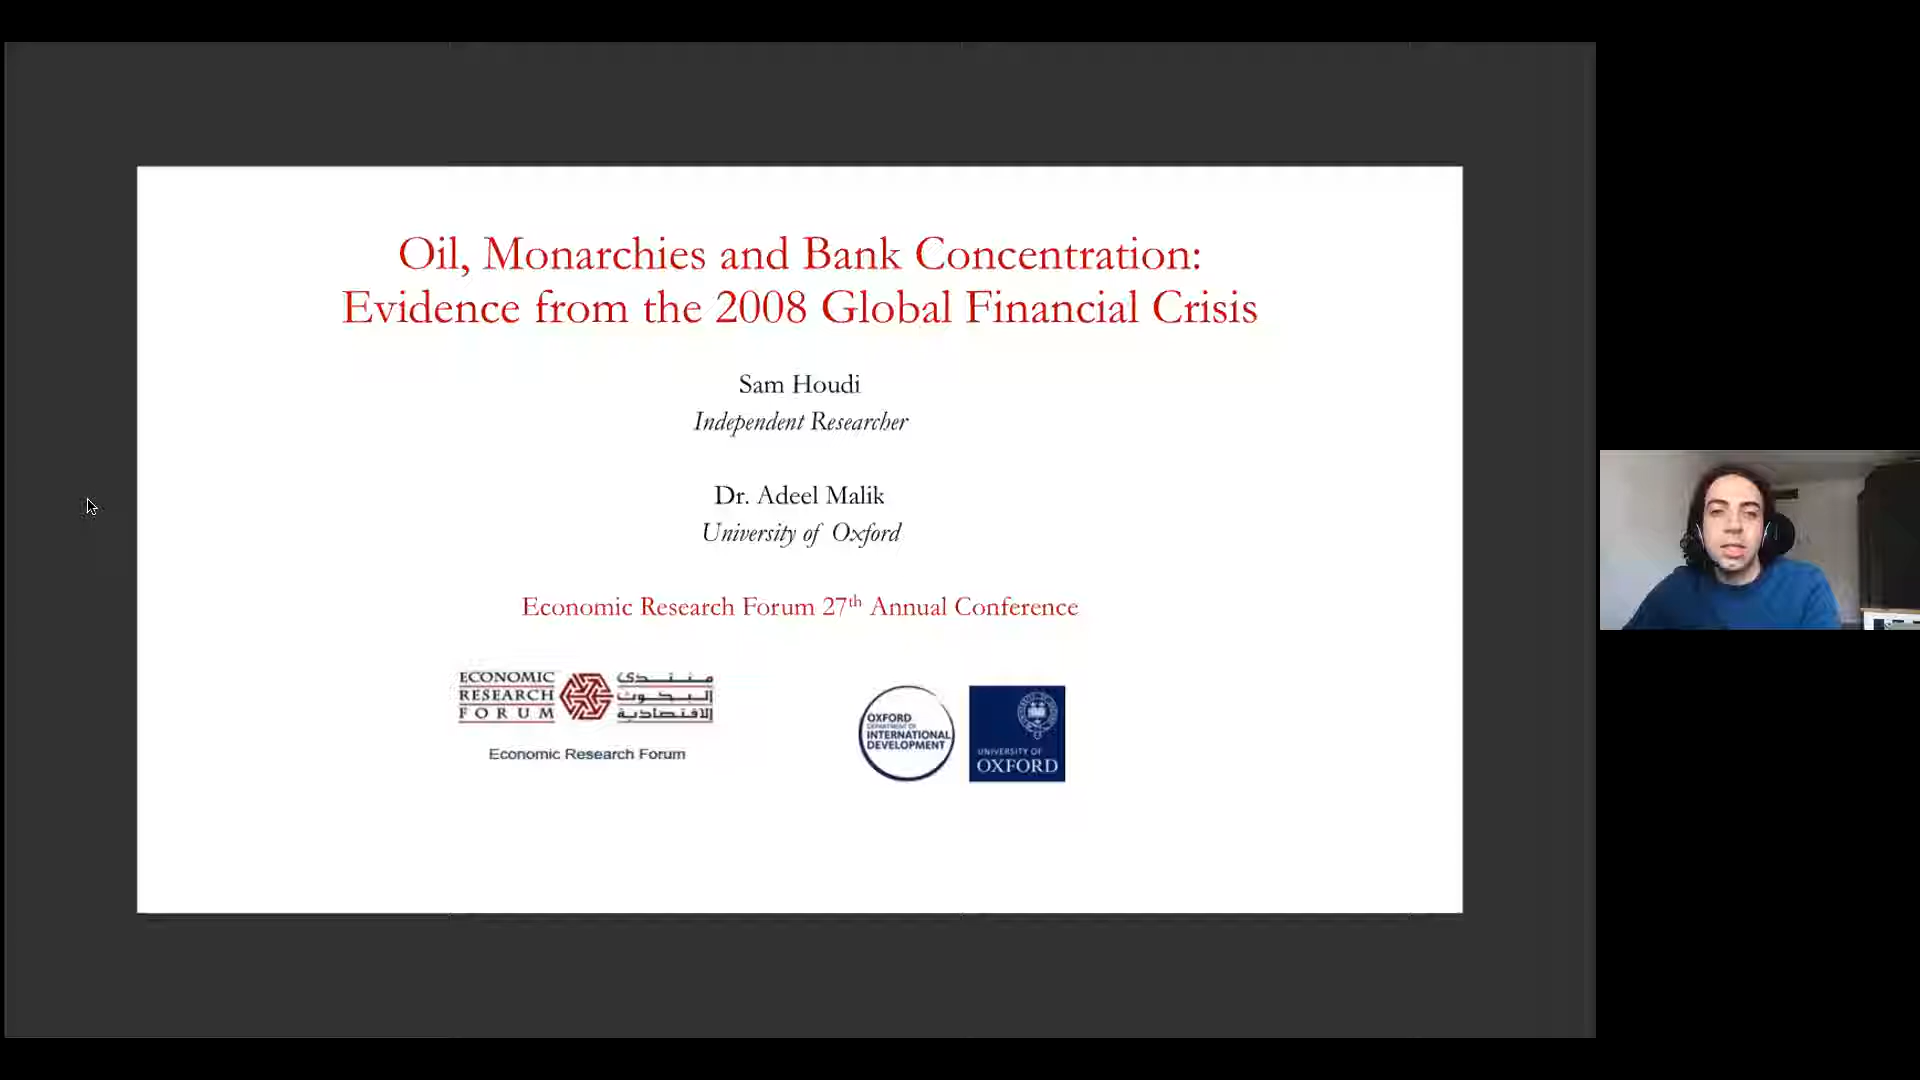 Oil, Monarchies and Bank Concentration:
Evidence from the 2008 Global Financial Crisis
Sam Houdi
Independent Researcher
Dr. Adeel Malik
University of Oxford
Economic Research Forum 27th Annual Conference
ECONOMIC
RESEARCH
FORUM
منتدى
البحوث
الاقتصادية
Economic Research Forum
OXFORD
DEPARTMENT OF
INTERNATIONAL
DEVELOPMENT
UNIVERSITY OF
OXFORD